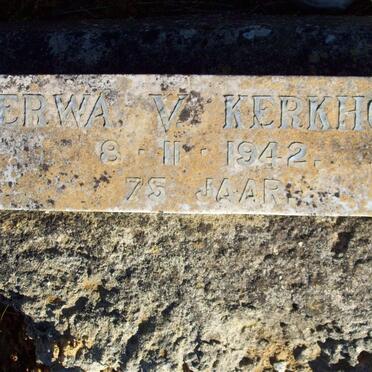 ERWA V. KERKHO
8·11·1942.
75 JAAR.